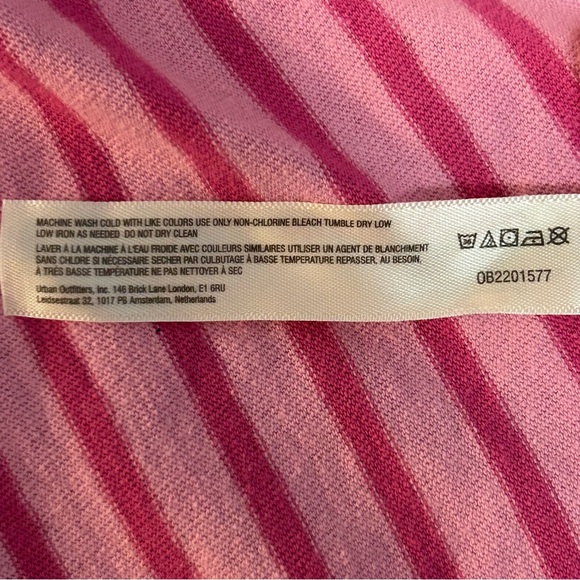 MACHINE WASH COLD WITH LIKE COLORS USE ONLY NON-CHLORINE BLEACH TUMBLE DRY LOW
LOW IRON AS NEEDED DO NOT DRY CLEAN
LAVER À LA MACHINE À L'EAU FROIDE AVEC COULEURS SIMILAIRES UTILISER UN AGENT DE BLANCHIMENT
SANS CHLORE SI NÉCESSAIRE SECHER PAR CULBUTAGE À BASSE TEMPERATURE REPASSER, AU BESOIN,
À TRÈS BASSE TEMPÉRATURE NE PAS NETTOYER À SEC
Urban Outfitters, Inc. 146 Brick Lane London, E1 6RU
Leidsestraat 32, 1017 PB Amsterdam, Netherlands
OB2201577